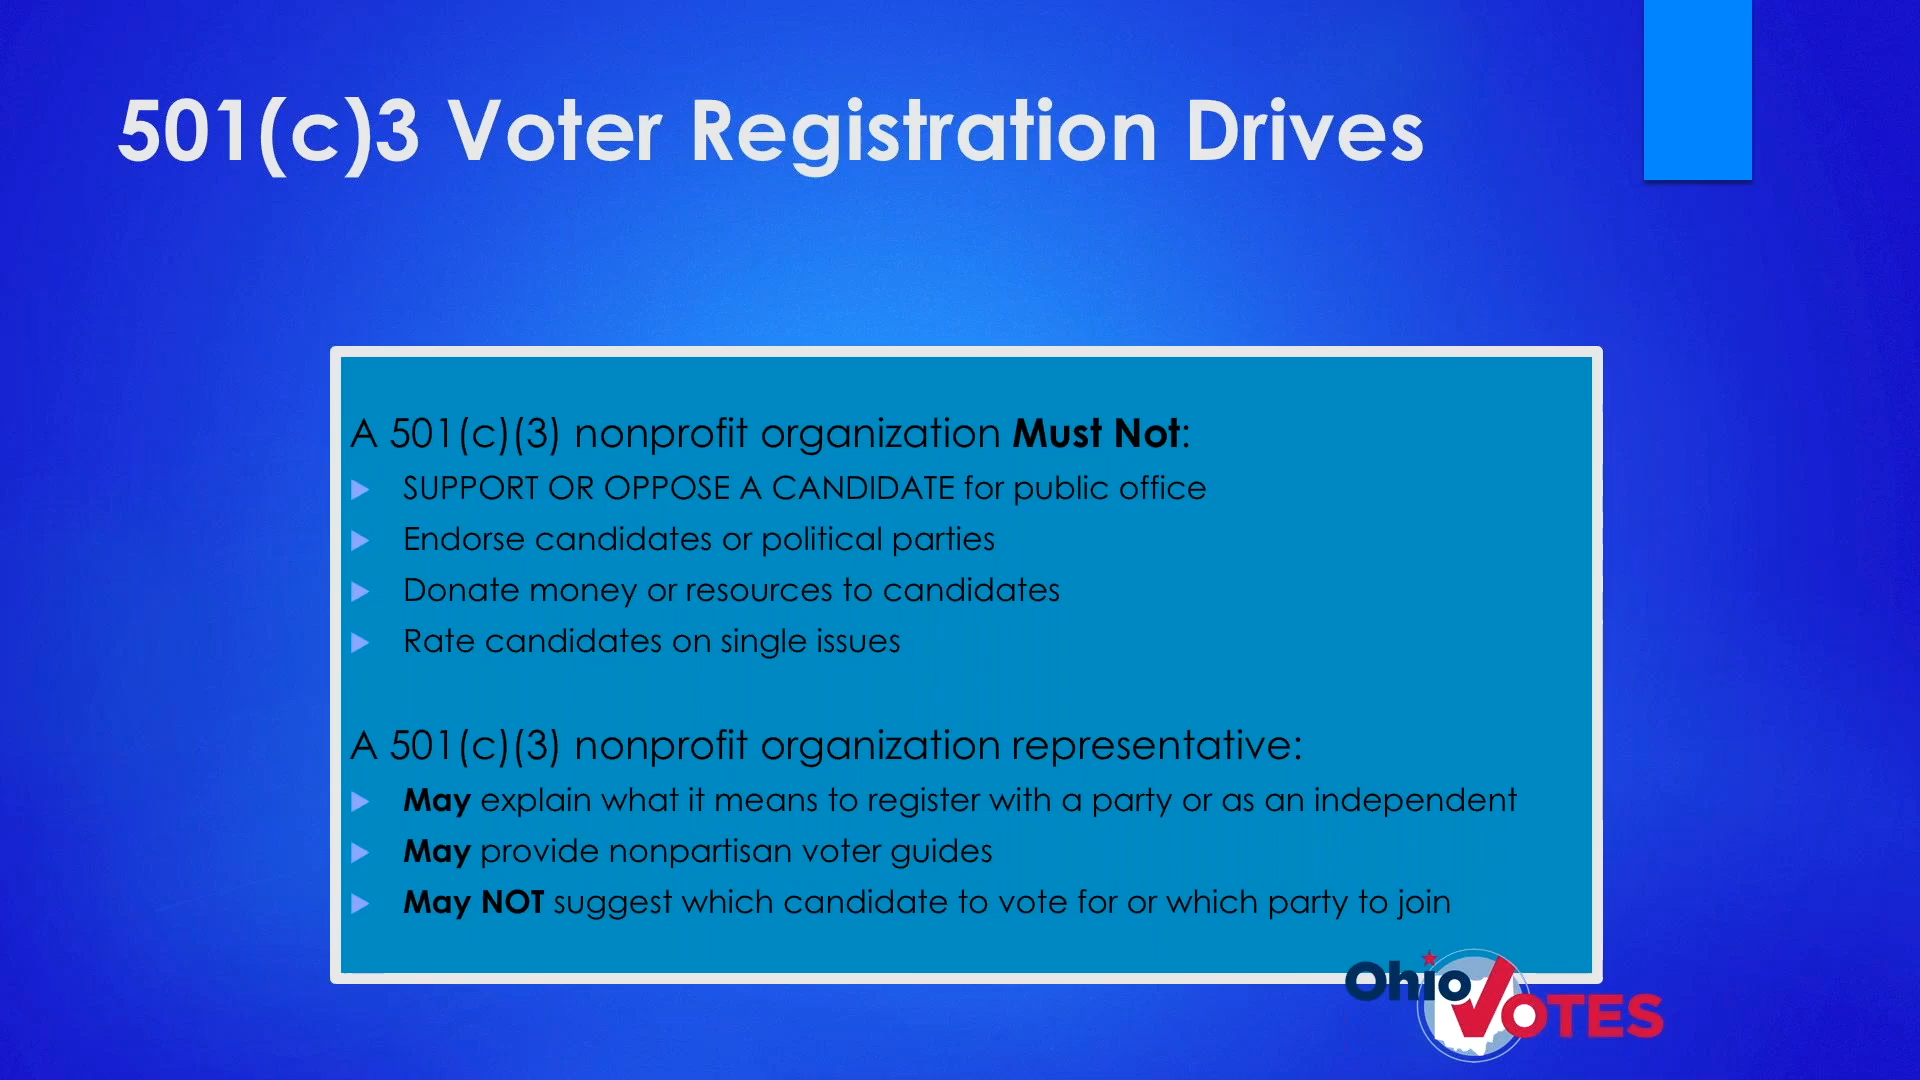 501(c)3 Voter Registration Drives
A 501(c)(3) nonprofit organization Must Not:
SUPPORT OR OPPOSE A CANDIDATE for public office
Endorse candidates or political parties
Donate money or resources to candidates
Rate candidates on single issues
A 501(c)(3) nonprofit organization representative:
May explain what it means to register with a party or as an independent
May provide nonpartisan voter guides
May NOT suggest which candidate to vote for or which party to join
Ohio
VOTES